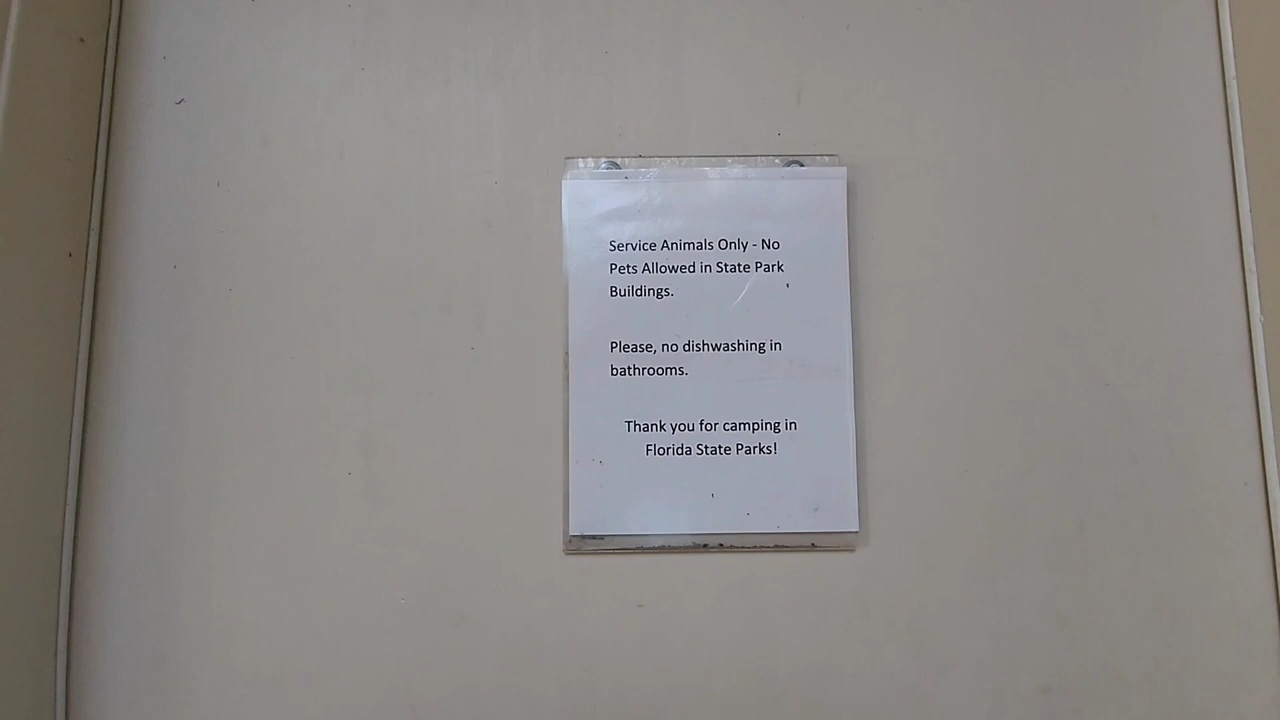 Service Animals Only - No
Pets Allowed in State Park
Buildings.
Please, no dishwashing in
bathrooms.
Thank you for camping in
Florida State Parks!